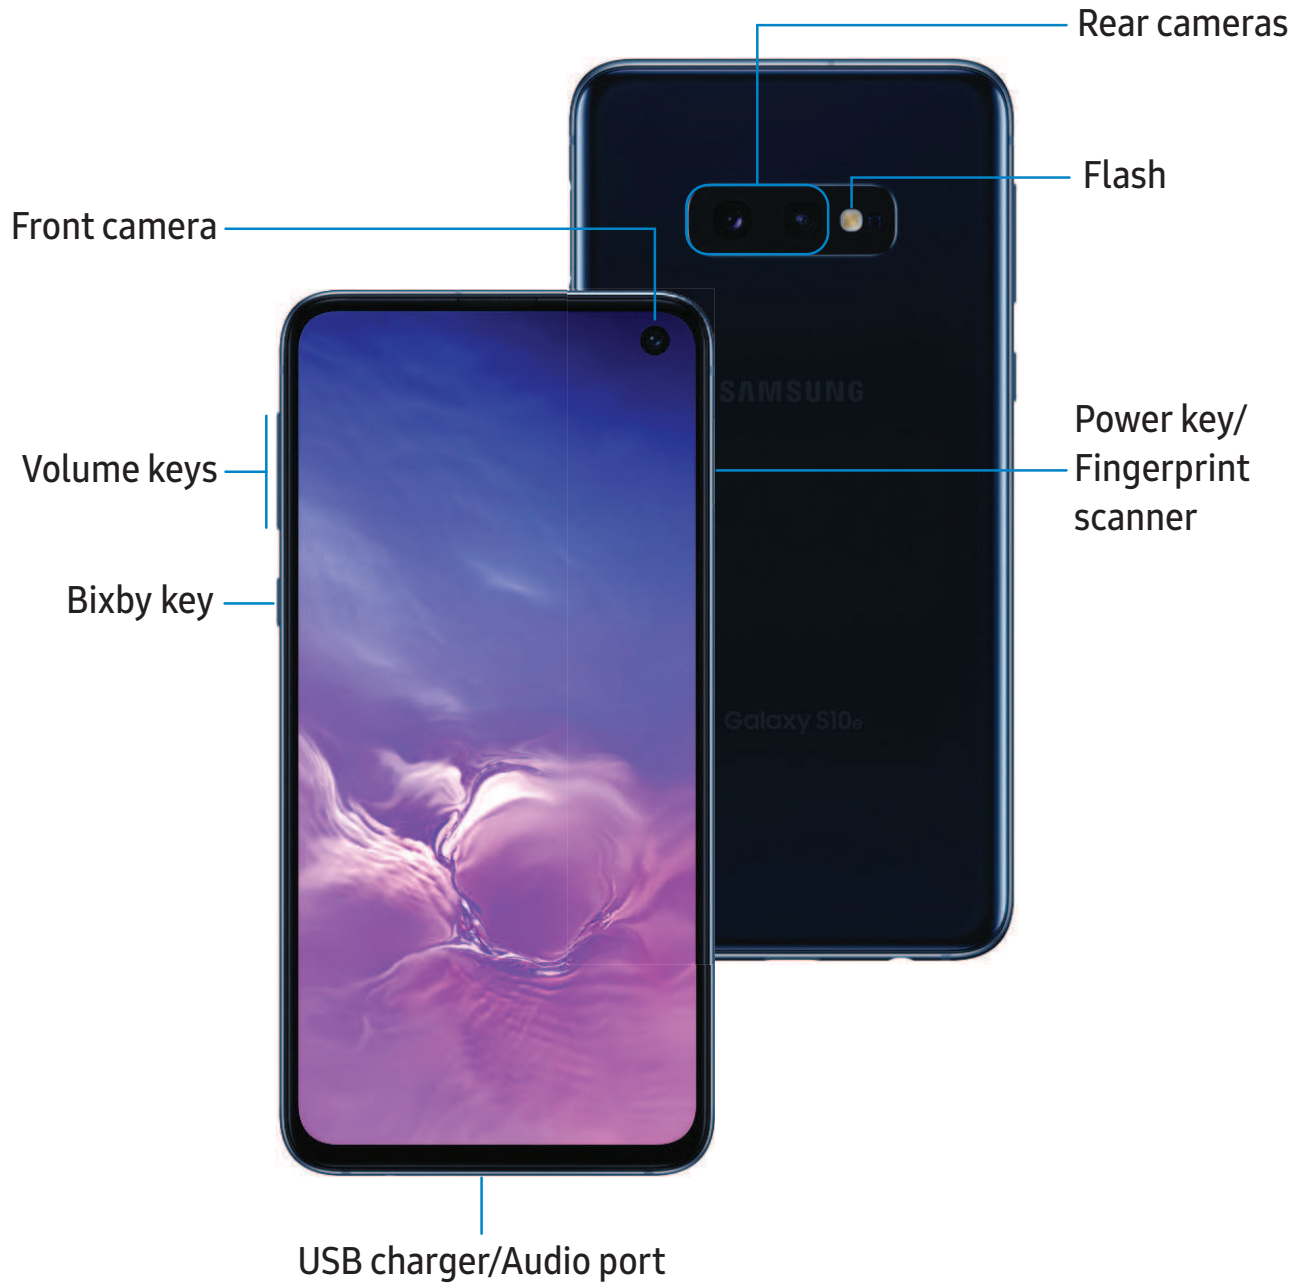 Rear cameras
Flash
Front camera
SAMSUNG
Power key/
Fingerprint
scanner
Volume keys
Bixby key
Galaxy S10e
USB charger/Audio port